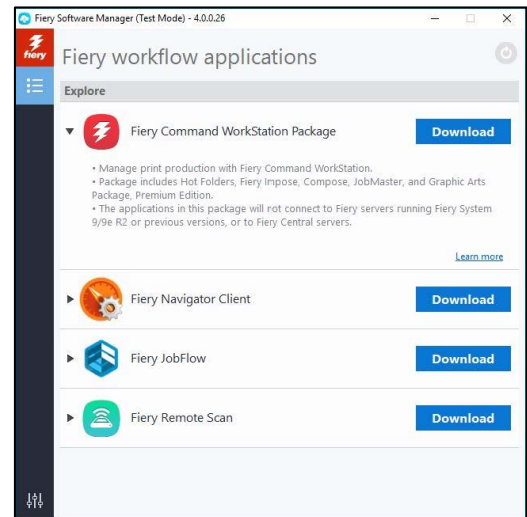 Fiery Software Manager (Test Mode) - 4.0.0.26
fiery
Fiery workflow applications
Explore
Fiery Command WorkStation Package
Download
• Manage print production with Fiery Command WorkStation.
• Package includes Hot Folders, Fiery Impose, Compose, JobMaster, and Graphic Arts
Package, Premium Edition.
• The applications in this package will not connect to Fiery servers running Fiery System
9/9e R2 or previous versions, or to Fiery Central servers.
Learn more
Fiery Navigator Client
Download
Fiery JobFlow
Download
Fiery Remote Scan
Download